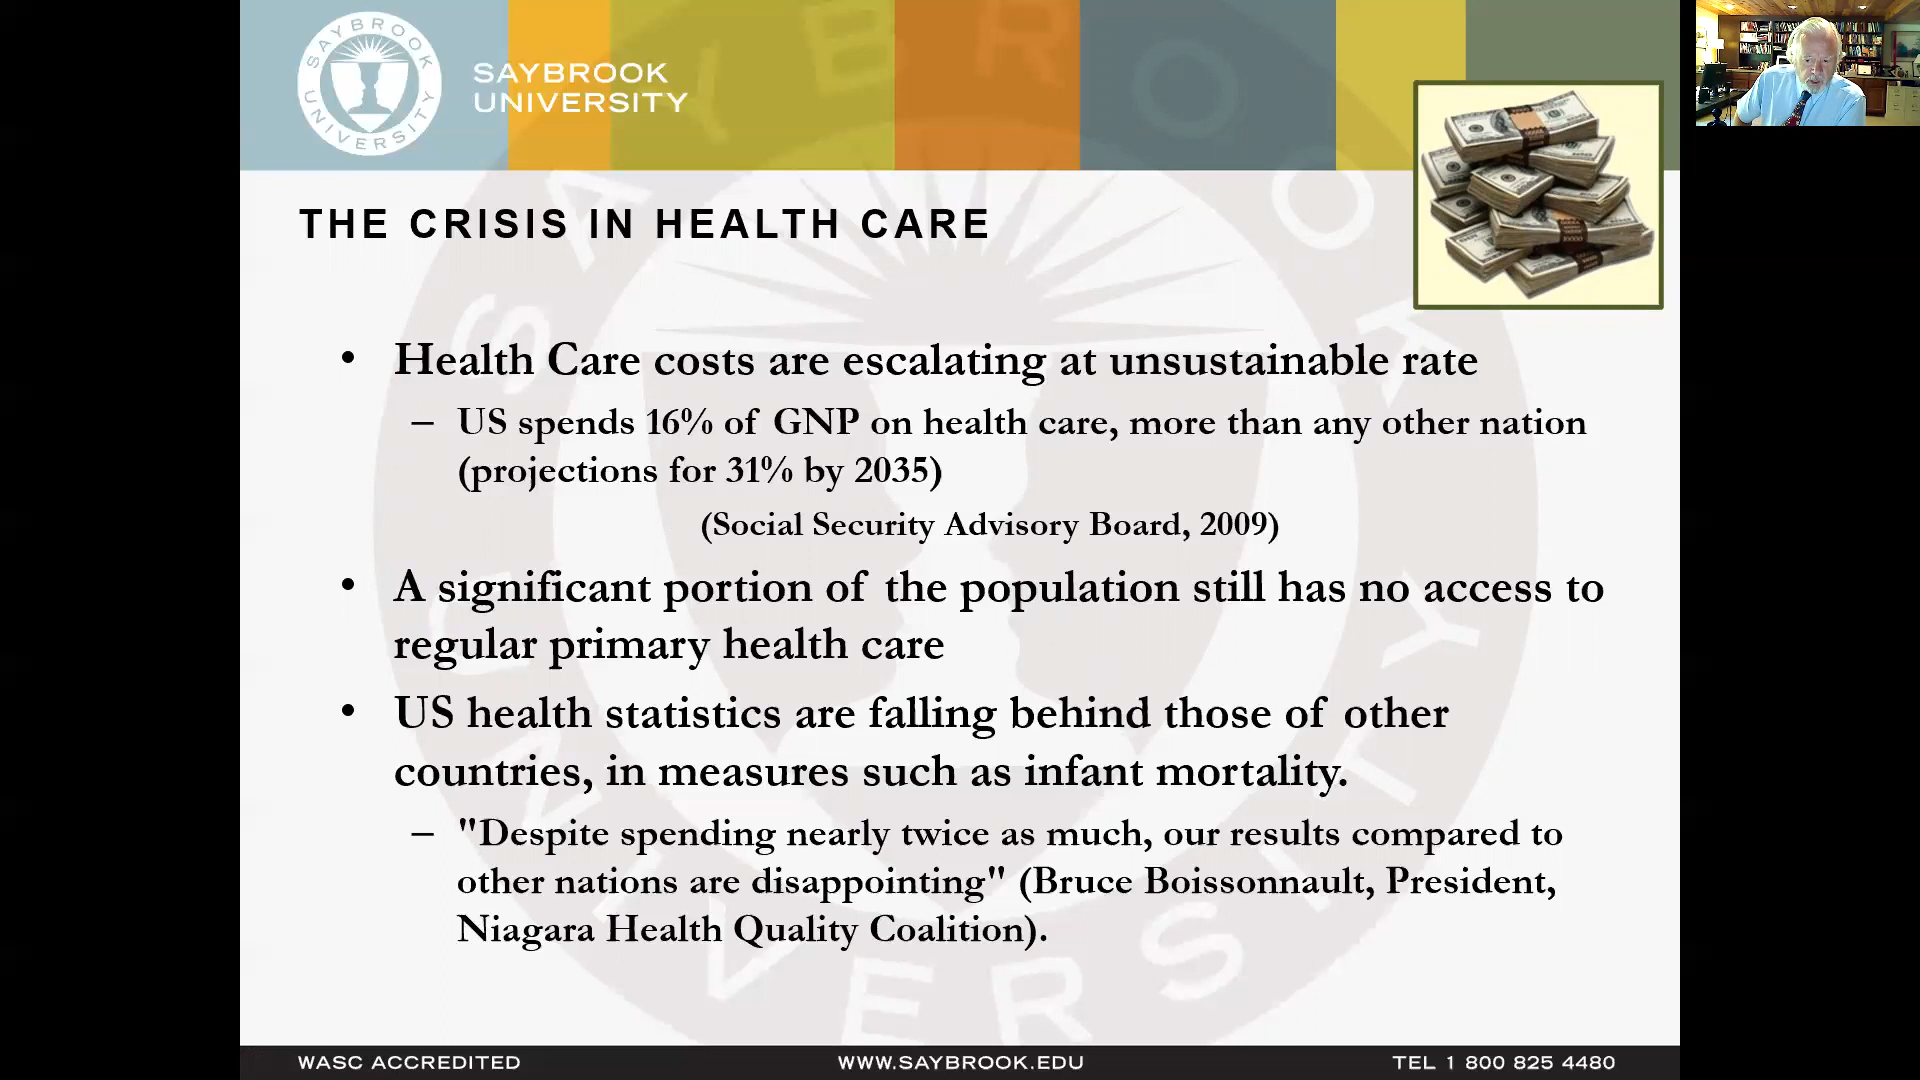 SAYBROOK UNIVERSITY
SAYBROOK
UNIVERSITY
THE CRISIS IN HEALTH CARE
• Health Care costs are escalating at unsustainable rate
– US spends 16% of GNP on health care, more than any other nation
(projections for 31% by 2035)
(Social Security Advisory Board, 2009)
• A significant portion of the population still has no access to
regular primary health care
• US health statistics are falling behind those of other
countries, in measures such as infant mortality.
– "Despite spending nearly twice as much, our results compared to
other nations are disappointing" (Bruce Boissonnault, President,
Niagara Health Quality Coalition).
WASC ACCREDITED
WWW.SAYBROOK.EDU
TEL 1 800 825 4480